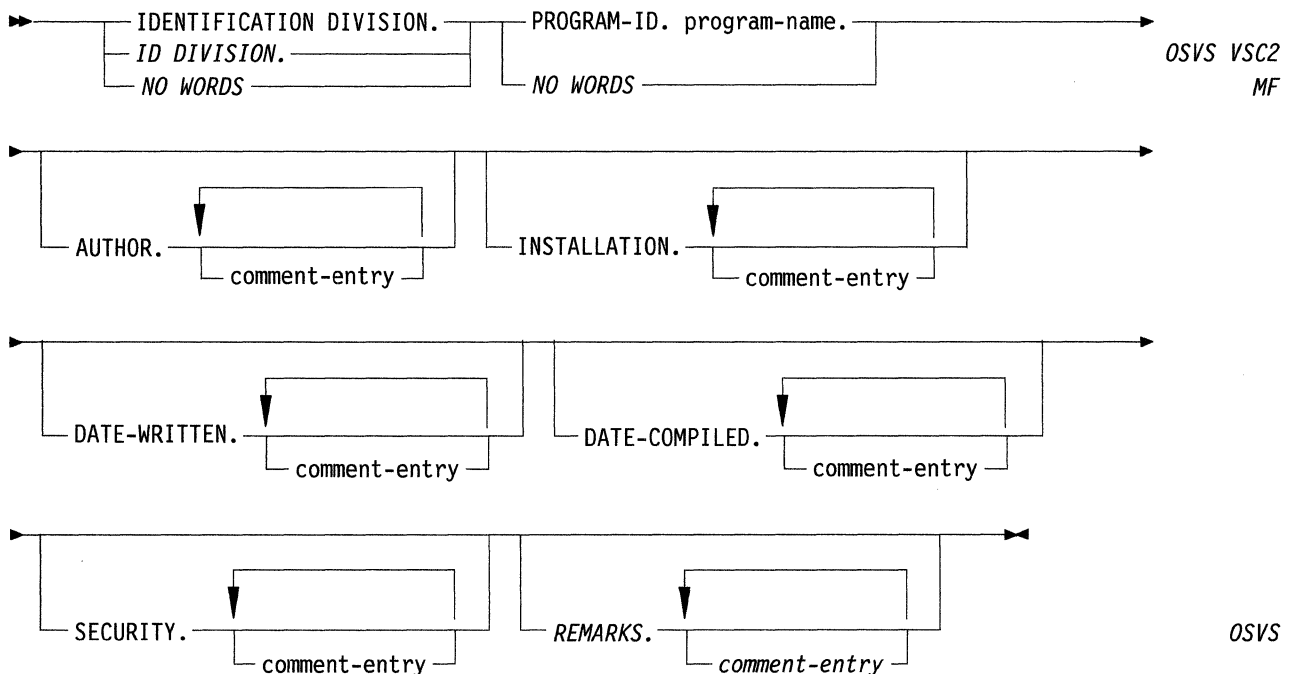 IDENTIFICATION DIVISION. PROGRAM-ID. program-name.
ID DIVISION. OSVS VSC2
NO WORDS NO WORDS MF
AUTHOR. INSTALLATION.
comment-entry comment-entry
DATE-WRITTEN. DATE-COMPILED.
comment-entry comment-entry
SECURITY. REMARKS. OSVS
comment-entry comment-entry